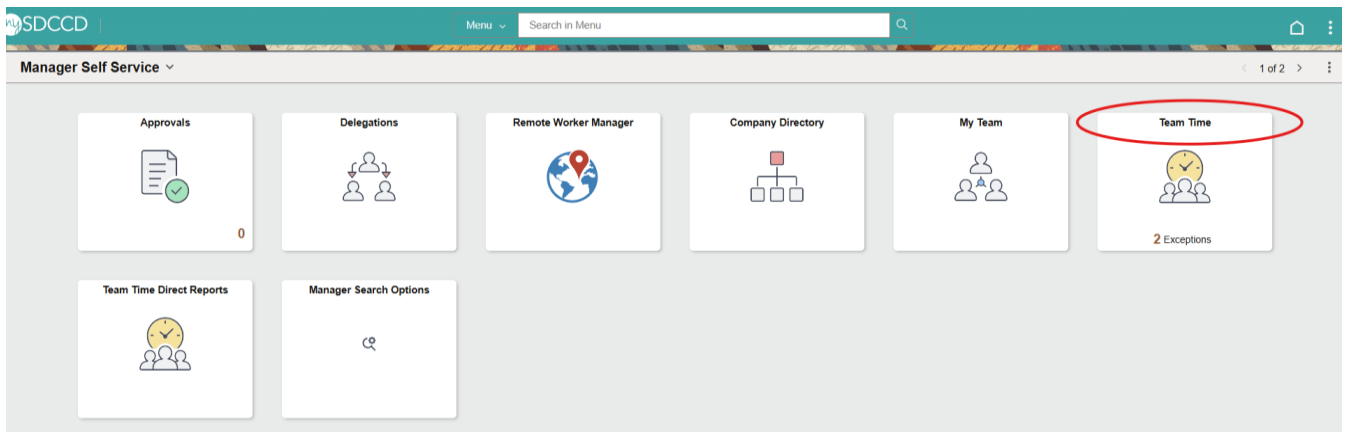 mySDCCD
Menu
Search in Menu
Manager Self Service
1 of 2
Approvals
Delegations
Remote Worker Manager
Company Directory
My Team
Team Time
0
2 Exceptions
Team Time Direct Reports
Manager Search Options